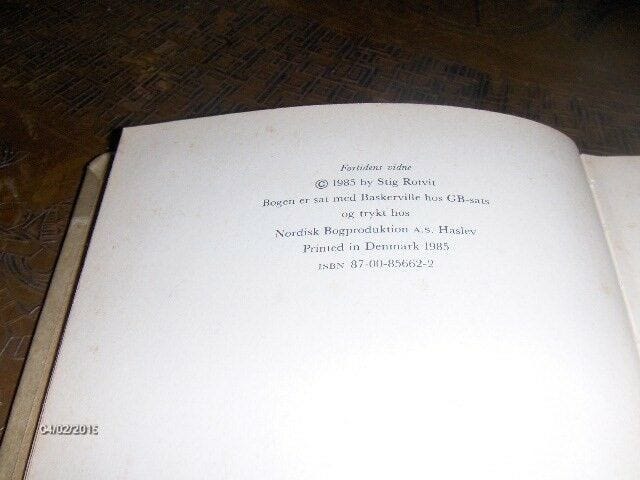 Fortidens vidne
© 1985 by Stig Rotvit
Bogen er sat med Baskerville hos GB-sats
og trykt hos
Nordisk Bogproduktion A.S. Haslev
Printed in Denmark 1985
ISBN 87-00-85662-2
04/02/2015